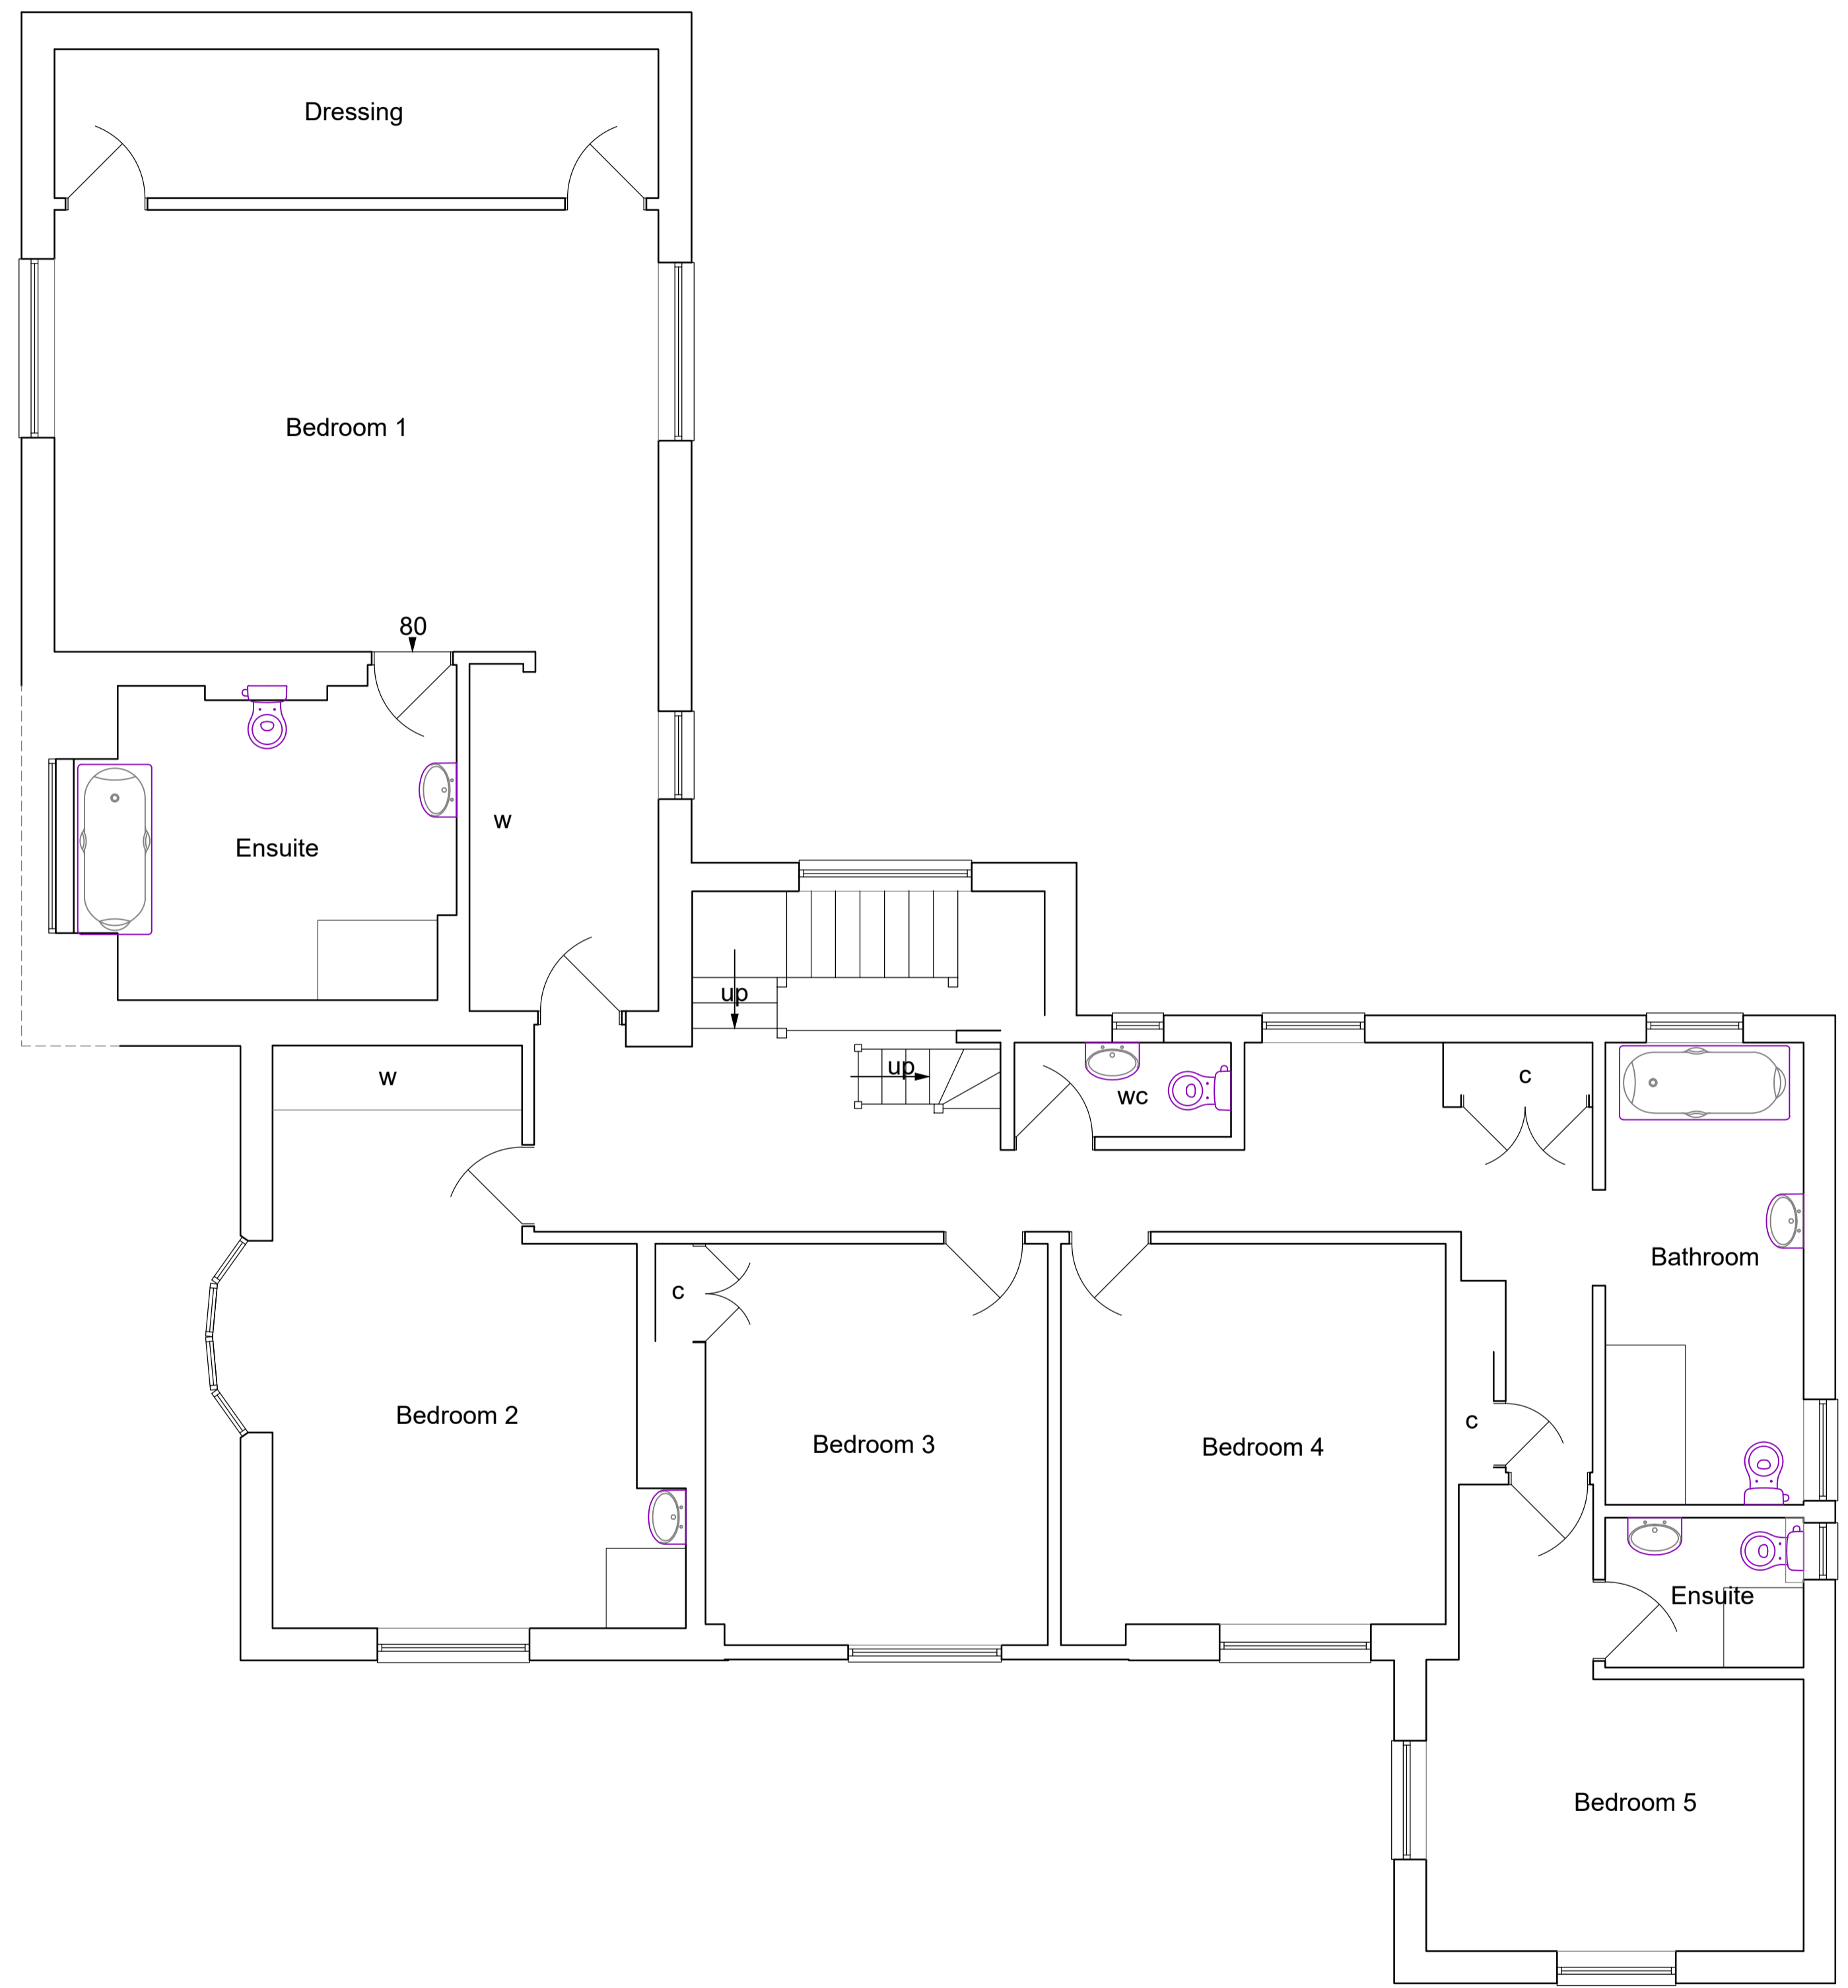 Dressing
Bedroom 1
80
w
Ensuite
up
up
w
wc
c
Bathroom
c
Bedroom 2
Bedroom 3
Bedroom 4
c
Ensuite
Bedroom 5